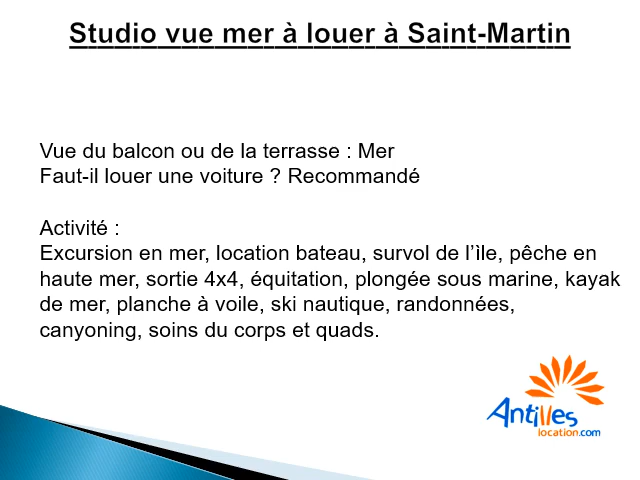 Studio vue mer à louer à Saint-Martin
Vue du balcon ou de la terrasse : Mer
Faut-il louer une voiture ? Recommandé
Activité :
Excursion en mer, location bateau, survol de l’ìle, pêche en
haute mer, sortie 4x4, équitation, plongée sous marine, kayak
de mer, planche à voile, ski nautique, randonnées,
canyoning, soins du corps et quads.
Antilles
location.com